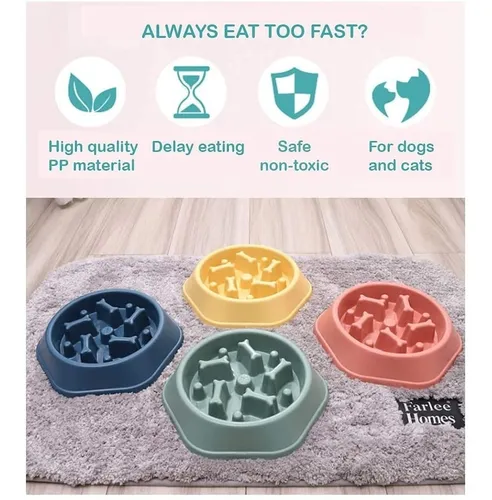 ALWAYS EAT TOO FAST?
High quality
PP material
Delay eating
Safe
non-toxic
For dogs
and cats
Farlee
Homes